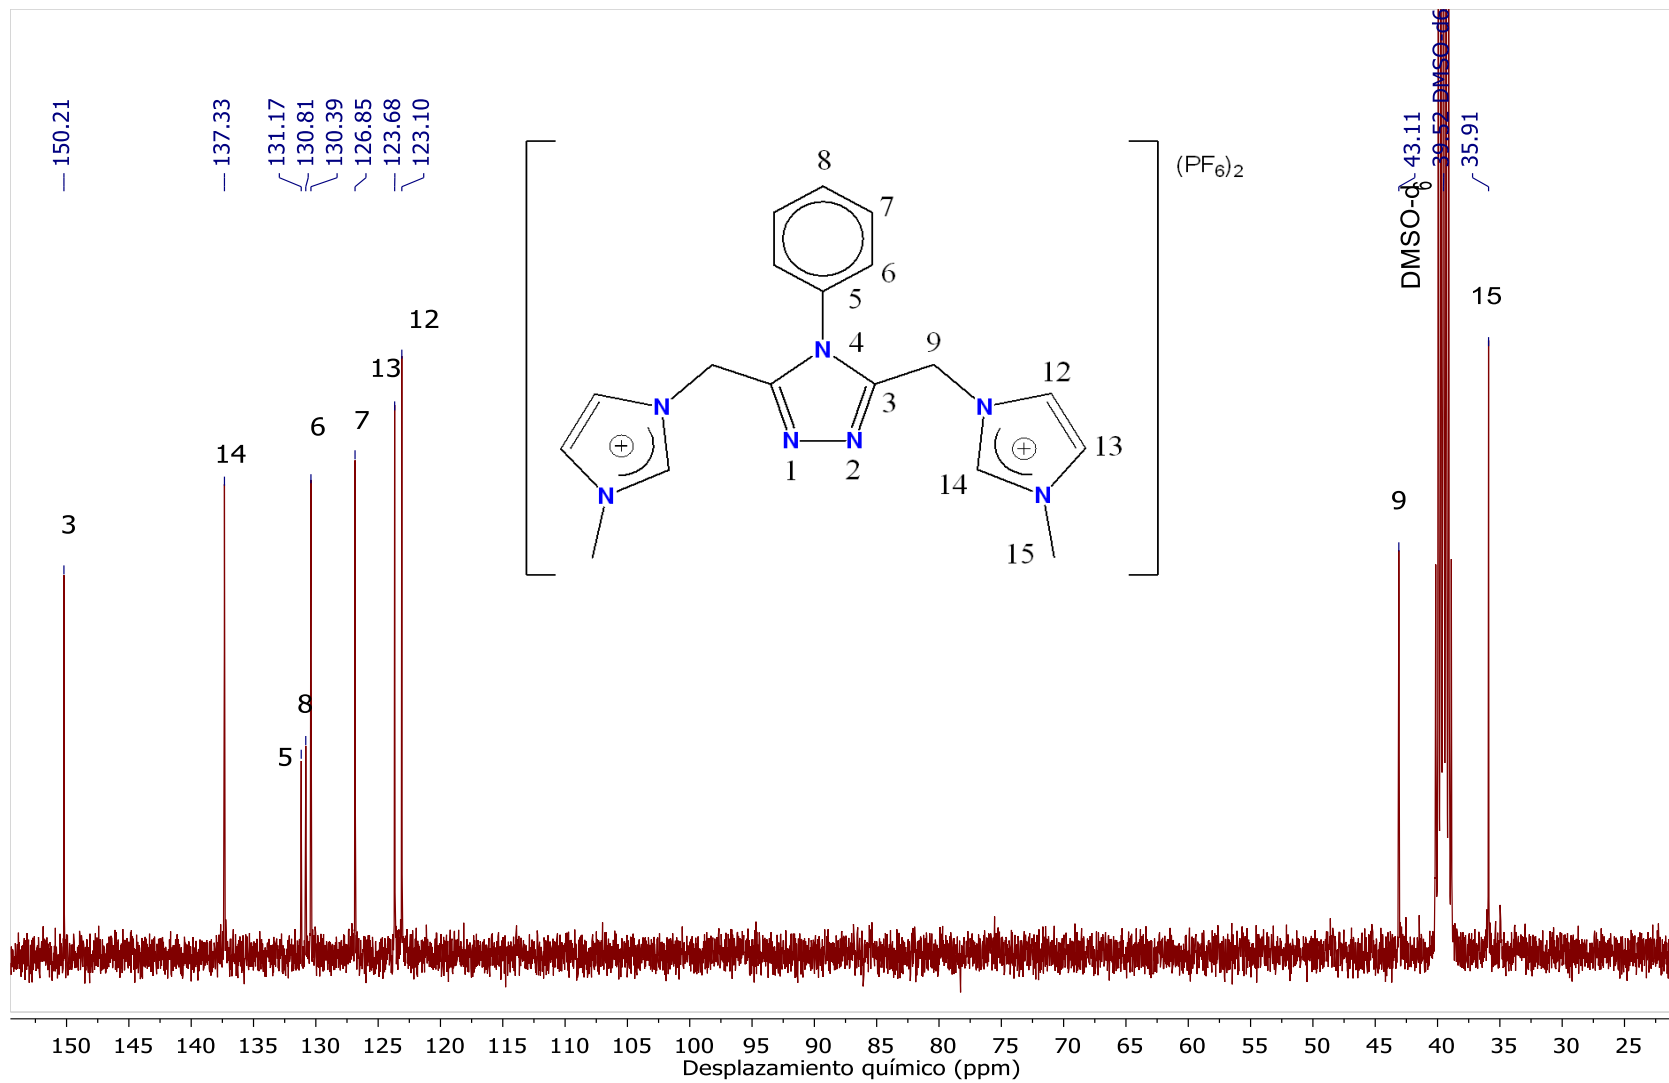 150.21
137.33
131.17
130.81
130.39
126.85
123.68
123.10
43.11
39.52 DMSO-d6
35.91
DMSO-d6
(PF6)2
8
7
6
5
N
4
9
3
N
N
1
2
N
+
N
N
+
N
12
13
14
15
3
14
5
8
6
7
13
12
9
15
150 145 140 135 130 125 120 115 110 105 100 95 90 85 80 75 70 65 60 55 50 45 40 35 30 25
Desplazamiento químico (ppm)